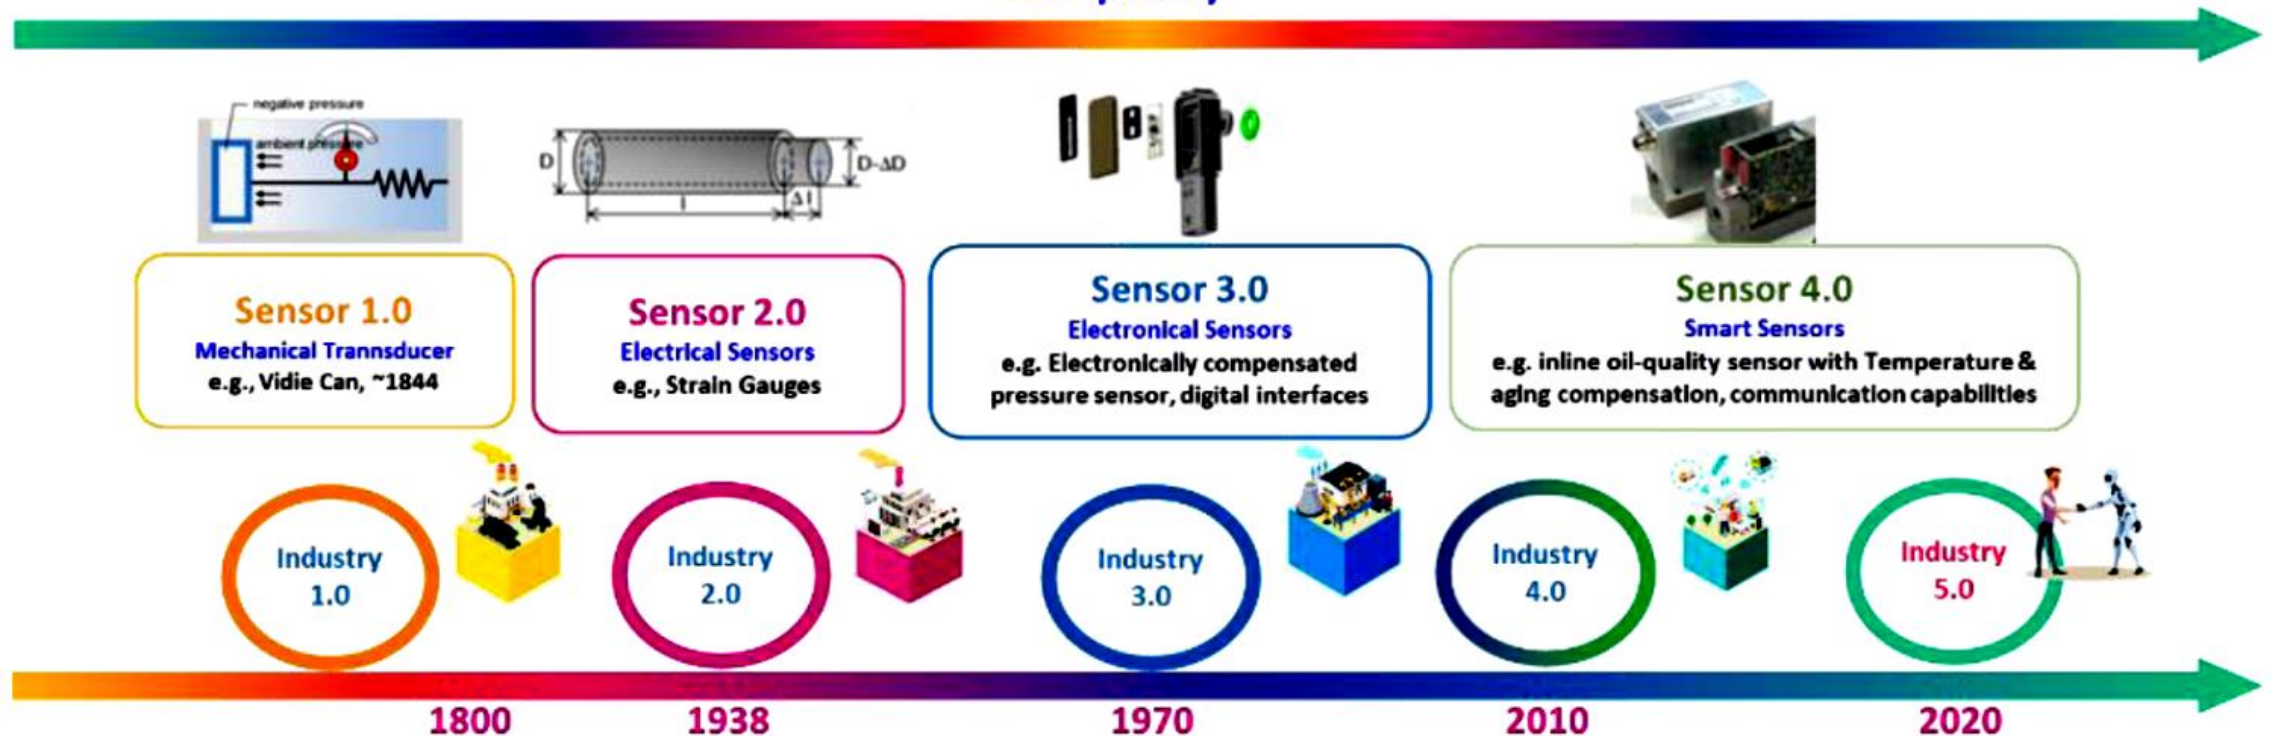 negative pressure
ambient pressure
D
D-ΔD
l
Δl
Sensor 1.0
Mechanical Trannsducer
e.g., Vidie Can, ~1844
Sensor 2.0
Electrical Sensors
e.g., Strain Gauges
Sensor 3.0
Electronical Sensors
e.g. Electronically compensated
pressure sensor, digital interfaces
Sensor 4.0
Smart Sensors
e.g. inline oil-quality sensor with Temperature &
aging compensation, communication capabilities
Industry
1.0
Industry
2.0
Industry
3.0
Industry
4.0
Industry
5.0
1800
1938
1970
2010
2020